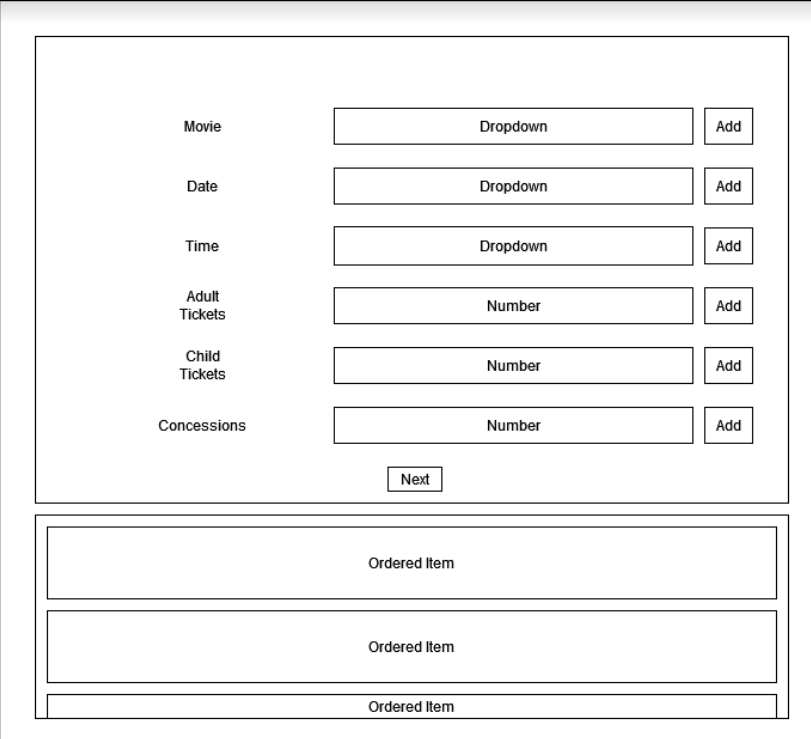 Movie Dropdown Add
Date Dropdown Add
Time Dropdown Add
Adult
Tickets Number Add
Child
Tickets Number Add
Concessions Number Add
Next
Ordered Item
Ordered Item
Ordered Item